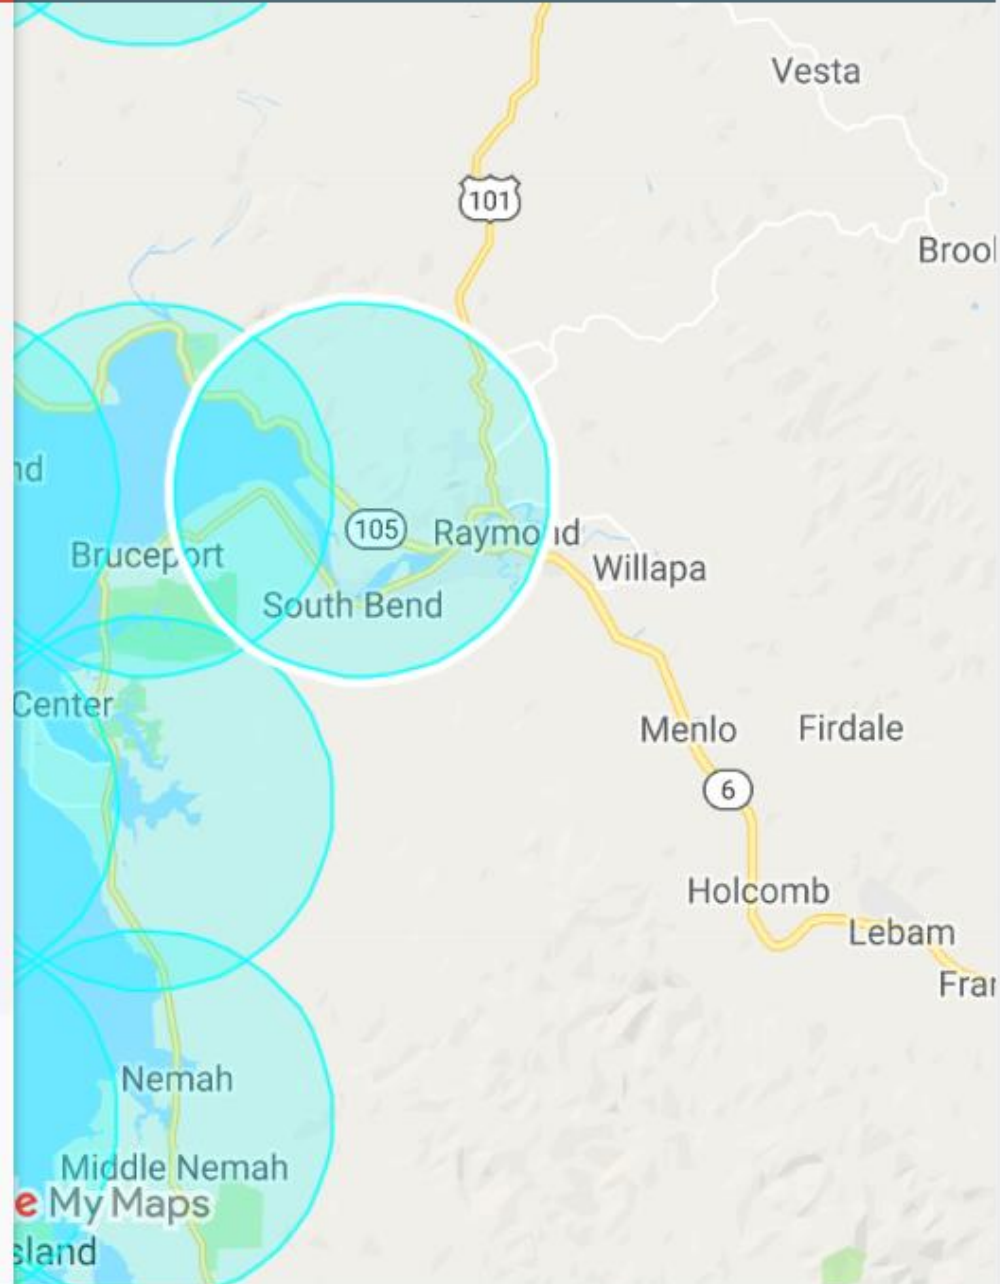 Vesta
101
Brool
nd
105
Raymond
Bruceport
Willapa
South Bend
Center
Menlo
Firdale
6
Holcomb
Lebam
Fran
Nemah
Middle Nemah
e My Maps
sland